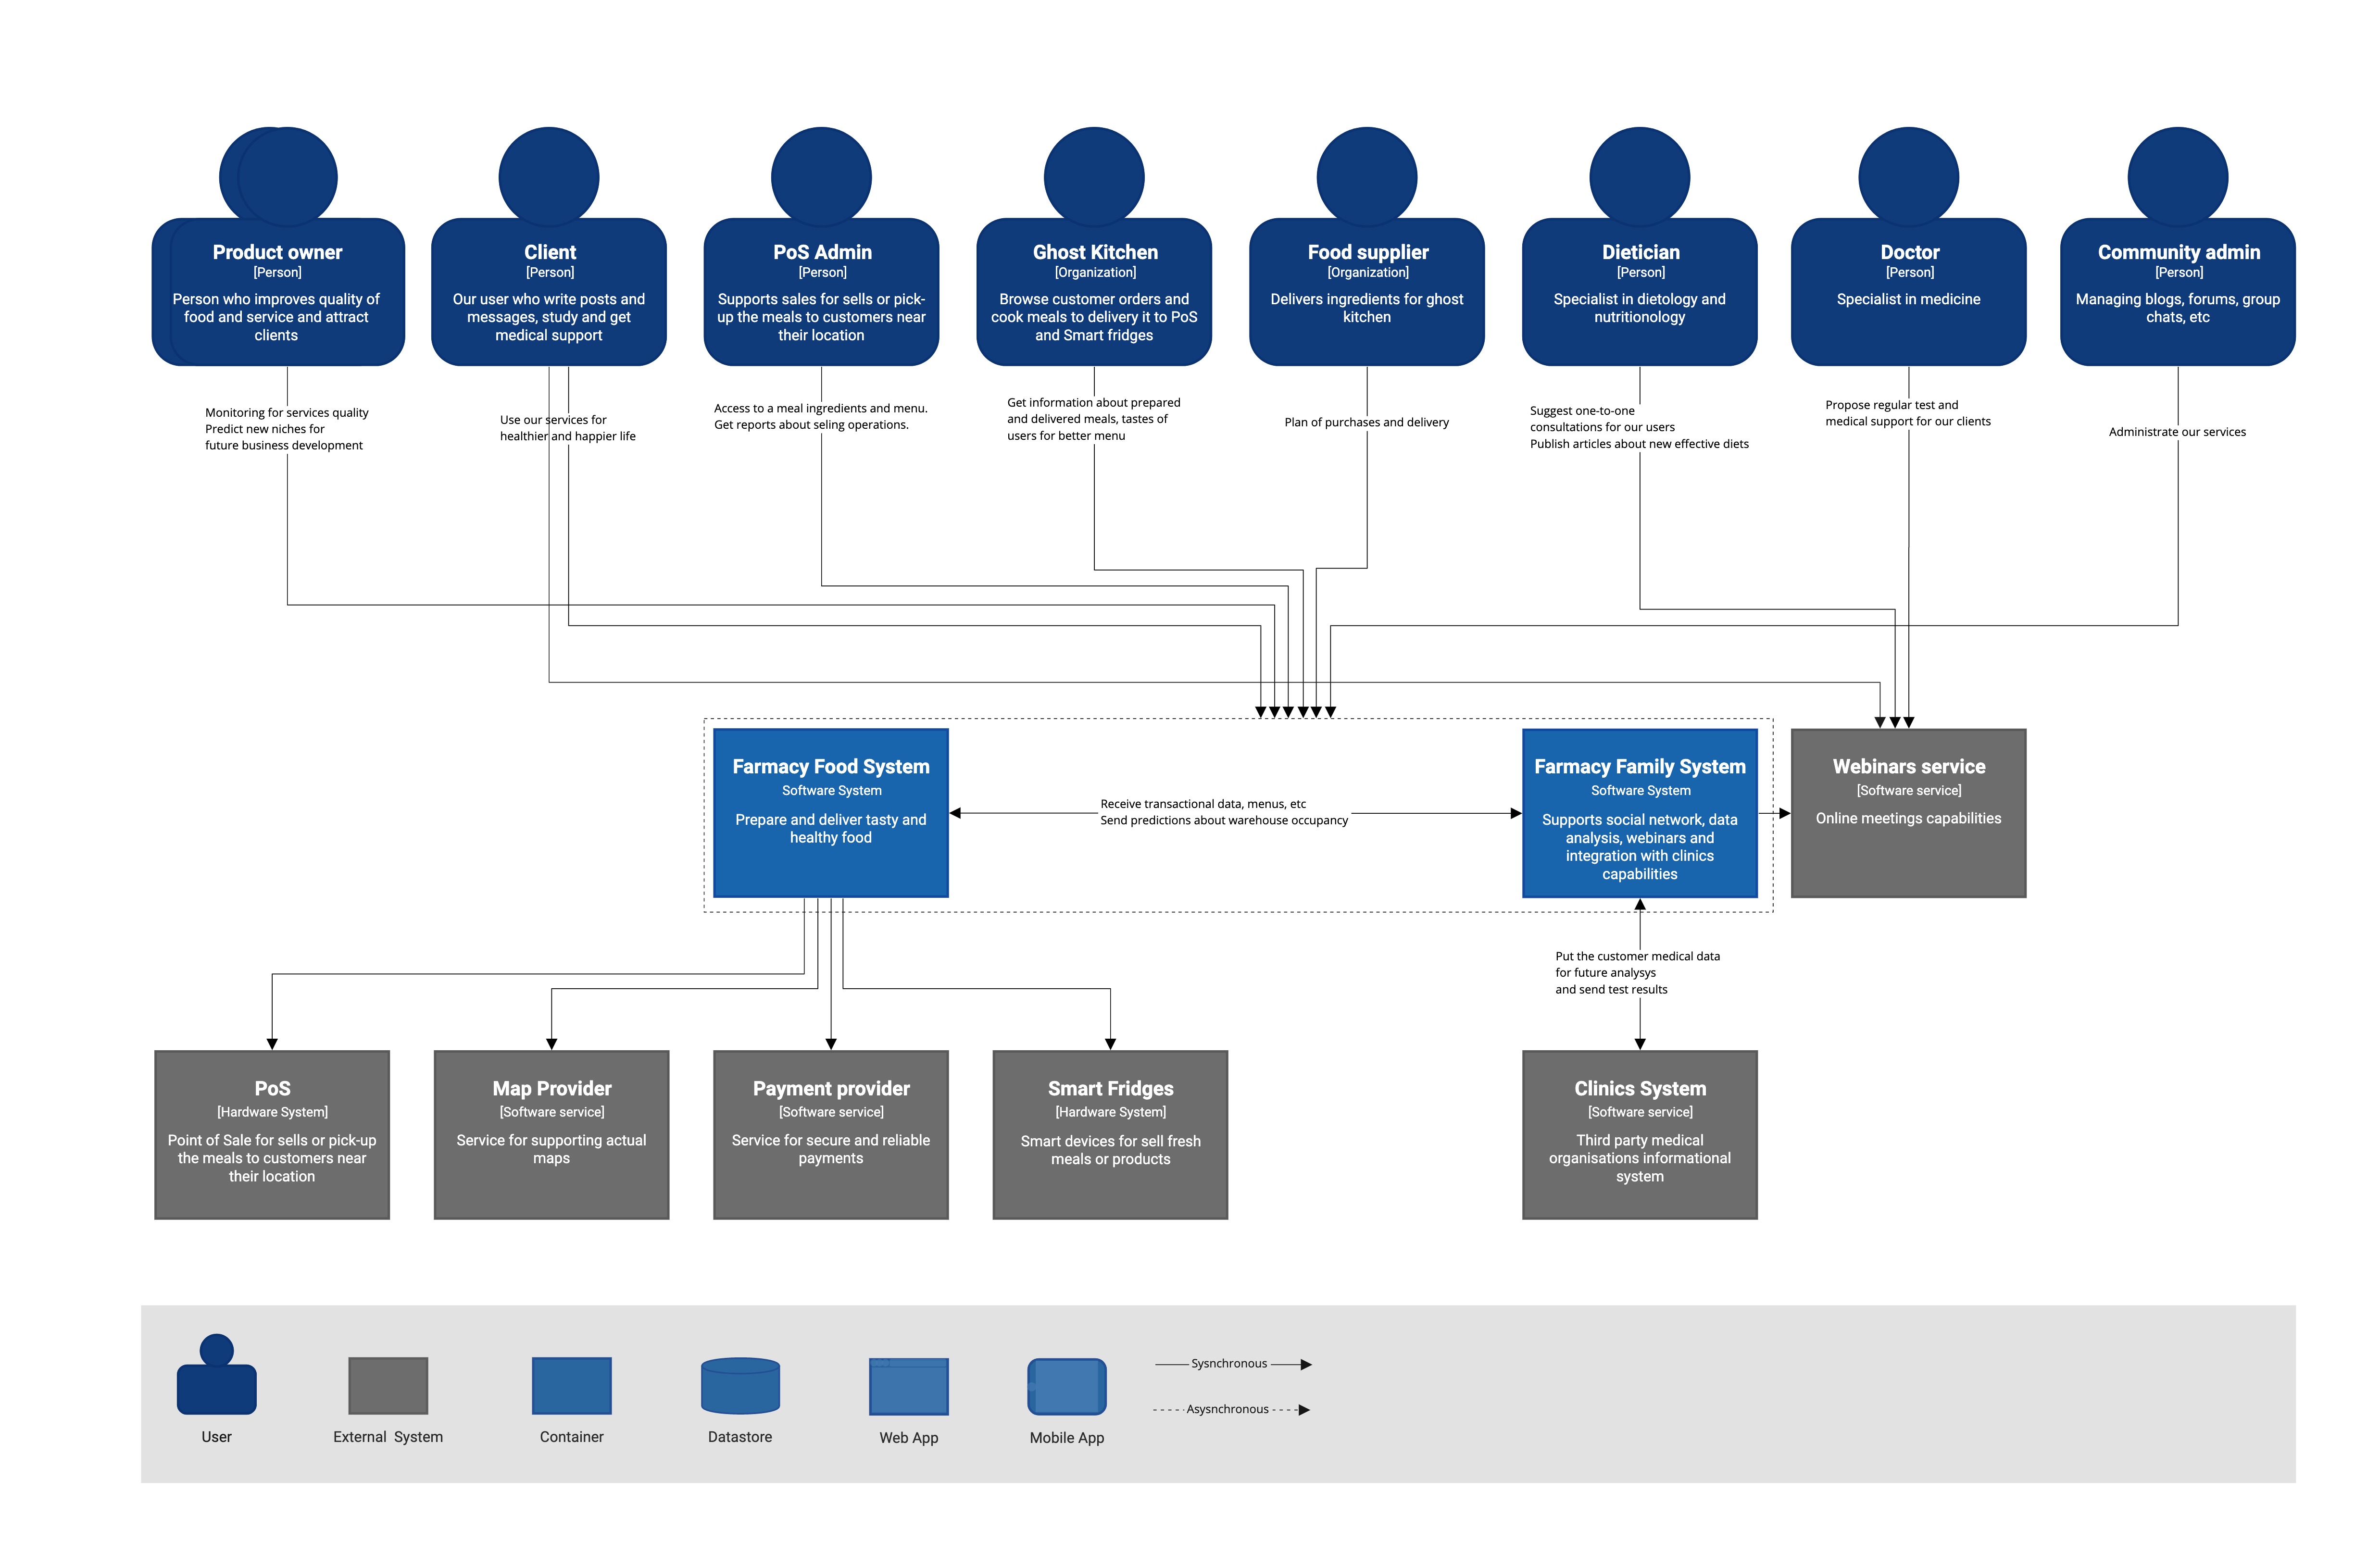 Product owner
[Person]
Person who improves quality of
food and service and attract
clients
Client
[Person]
Our user who write posts and
messages, study and get
medical support
PoS Admin
[Person]
Supports sales for sells or pick-
up the meals to customers near
their location
Ghost Kitchen
[Organization]
Browse customer orders and
cook meals to delivery it to PoS
and Smart fridges
Food supplier
[Organization]
Delivers ingredients for ghost
kitchen
Dietician
[Person]
Specialist in dietology and
nutritionology
Doctor
[Person]
Specialist in medicine
Community admin
[Person]
Managing blogs, forums, group
chats, etc
Monitoring for services quality
Predict new niches for
future business development
Use our services for
healthier and happier life
Access to a meal ingredients and menu.
Get reports about seling operations.
Get information about prepared
and delivered meals, tastes of
users for better menu
Plan of purchases and delivery
Suggest one-to-one
consultations for our users
Publish articles about new effective diets
Propose regular test and
medical support for our clients
Administrate our services
Farmacy Food System
Software System
Prepare and deliver tasty and
healthy food
Receive transactional data, menus, etc
Send predictions about warehouse occupancy
Farmacy Family System
Software System
Supports social network, data
analysis, webinars and
integration with clinics
capabilities
Webinars service
[Software service]
Online meetings capabilities
Put the customer medical data
for future analysys
and send test results
PoS
[Hardware System]
Point of Sale for sells or pick-up
the meals to customers near
their location
Map Provider
[Software service]
Service for supporting actual
maps
Payment provider
[Software service]
Service for secure and reliable
payments
Smart Fridges
[Hardware System]
Smart devices for sell fresh
meals or products
Clinics System
[Software service]
Third party medical
organisations informational
system
User
External System
Container
Datastore
Web App
Mobile App
Sysnchronous
Asysnchronous